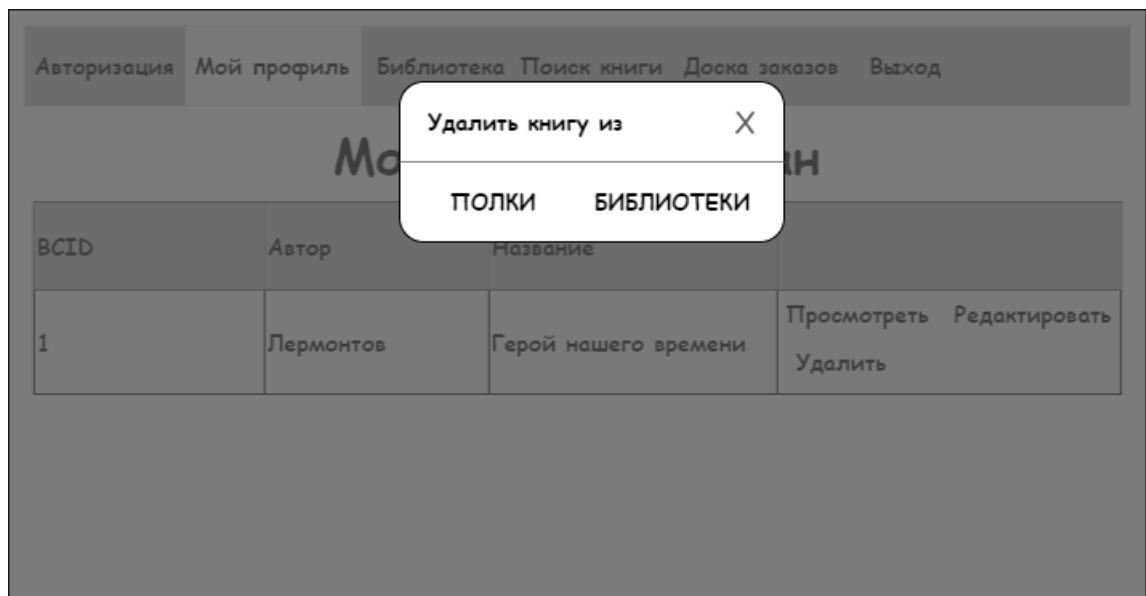 Авторизация Мой профиль Библиотека Поиск книги Доска заказов Выход
Удалить книгу из X
ПОЛКИ БИБЛИОТЕКИ
BCID Автор Название
Просмотреть Редактировать
1 Лермонтов Герой нашего времени
Удалить